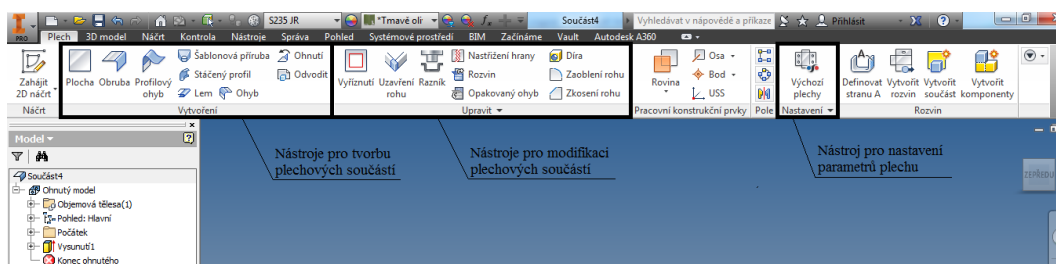 S235 JR *Tmavé oli Součást4 Vyhledávat v nápovědě a příkaze Přihlásit
PRO Plech 3D model Náčrt Kontrola Nástroje Správa Pohled Systémové prostředí BIM Začínáme Vault Autodesk A360
Zahájit 2D náčrt
Náčrt
Plocha Obruba Profilový ohyb
Šablonová příruba Ohnutí
Stáčený profil Odvodit
Lem Ohyb
Vytvoření
Vyříznutí Uzavření rohu Razník
Nastřižení hrany Díra
Rozvin Zaoblení rohu
Opakovaný ohyb Zkosení rohu
Upravit
Rovina
Osa
Bod
USS
Pracovní konstrukční prvky
Pole
Výchozí plechy
Nastavení
Definovat stranu A
Vytvořit rozvin
Vytvořit součást
Vytvořit komponenty
Rozvin
Model
Součást4
Ohnutý model
Objemová tělesa(1)
Pohled: Hlavní
Počátek
Vysunutí1
Konec ohnutého
Nástroje pro tvorbu
plechových součástí
Nástroje pro modifikaci
plechových součástí
Nástroj pro nastavení
parametrů plechu
ZEPŘEDU